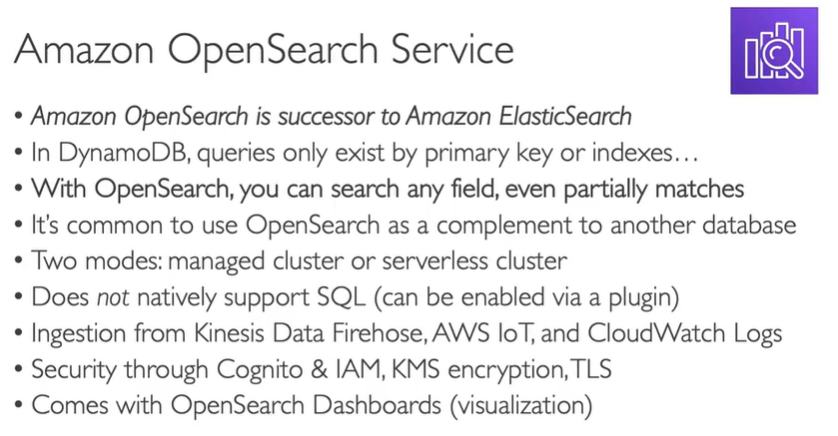 Amazon OpenSearch Service
• Amazon OpenSearch is successor to Amazon ElasticSearch
• In DynamoDB, queries only exist by primary key or indexes…
• With OpenSearch, you can search any field, even partially matches
• It's common to use OpenSearch as a complement to another database
• Two modes: managed cluster or serverless cluster
• Does not natively support SQL (can be enabled via a plugin)
• Ingestion from Kinesis Data Firehose, AWS IoT, and CloudWatch Logs
• Security through Cognito & IAM, KMS encryption, TLS
• Comes with OpenSearch Dashboards (visualization)